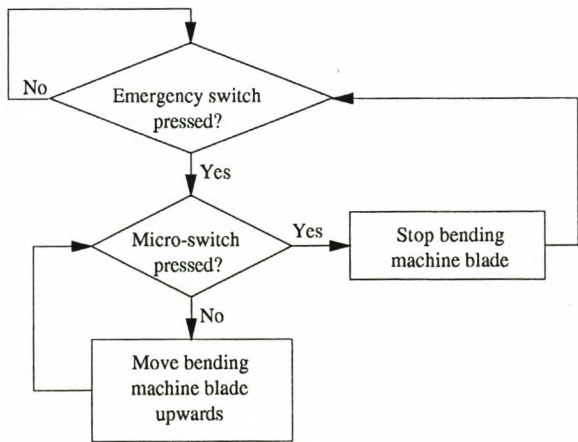 No
Emergency switch
pressed?
Yes
Micro-switch
pressed?
Yes
Stop bending
machine blade
No
Move bending
machine blade
upwards